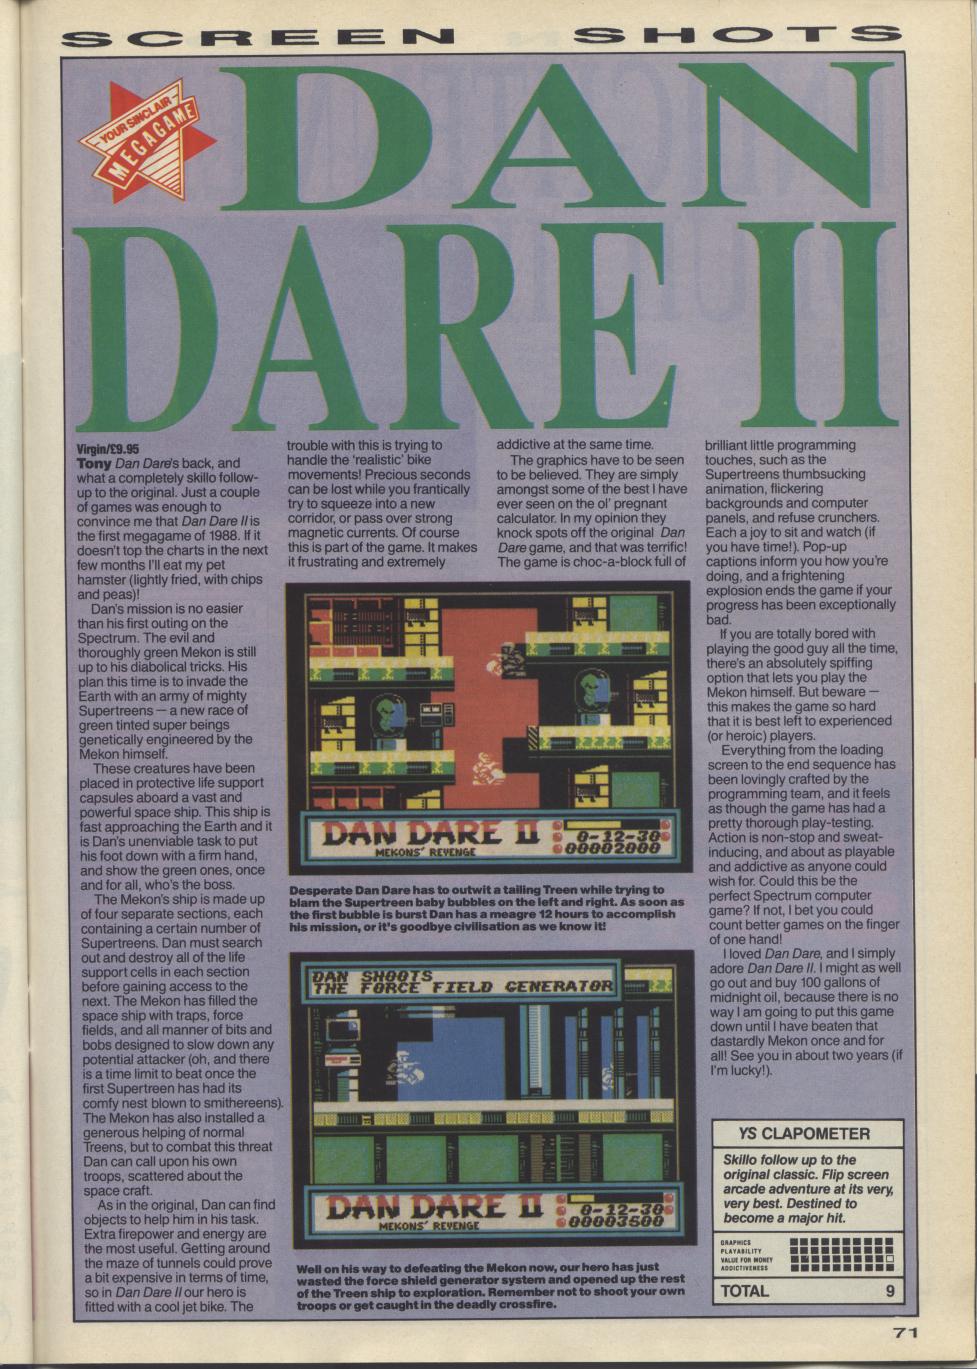 SCREEN SHOTS
YOUR SINCLAIR
MEGAGAME
DAN
DARE II
Virgin/£9.95
Tony Dan Dare's back, and
what a completely skillo follow-
up to the original. Just a couple
of games was enough to
convince me that Dan Dare II is
the first megagame of 1988. If it
doesn't top the charts in the next
few months I'll eat my pet
hamster (lightly fried, with chips
and peas)!
Dan's mission is no easier
than his first outing on the
Spectrum. The evil and
thoroughly green Mekon is still
up to his diabolical tricks. His
plan this time is to invade the
Earth with an army of mighty
Supertreens — a new race of
green tinted super beings
genetically engineered by the
Mekon himself.
These creatures have been
placed in protective life support
capsules aboard a vast and
powerful space ship. This ship is
fast approaching the Earth and it
is Dan's unenviable task to put
his foot down with a firm hand,
and show the green ones, once
and for all, who's the boss.
The Mekon's ship is made up
of four separate sections, each
containing a certain number of
Supertreens. Dan must search
out and destroy all of the life
support cells in each section
before gaining access to the
next. The Mekon has filled the
space ship with traps, force
fields, and all manner of bits and
bobs designed to slow down any
potential attacker (oh, and there
is a time limit to beat once the
first Supertreen has had its
comfy nest blown to smithereens).
The Mekon has also installed a
generous helping of normal
Treens, but to combat this threat
Dan can call upon his own
troops, scattered about the
space craft.
As in the original, Dan can find
objects to help him in his task.
Extra firepower and energy are
the most useful. Getting around
the maze of tunnels could prove
a bit expensive in terms of time,
so in Dan Dare II our hero is
fitted with a cool jet bike. The
trouble with this is trying to
handle the 'realistic' bike
movements! Precious seconds
can be lost while you frantically
try to squeeze into a new
corridor, or pass over strong
magnetic currents. Of course
this is part of the game. It makes
it frustrating and extremely
addictive at the same time.
The graphics have to be seen
to be believed. They are simply
amongst some of the best I have
ever seen on the ol' pregnant
calculator. In my opinion they
knock spots off the original Dan
Dare game, and that was terrific!
The game is choc-a-block full of
brilliant little programming
touches, such as the
Supertreens thumbsucking
animation, flickering
backgrounds and computer
panels, and refuse crunchers.
Each a joy to sit and watch (if
you have time!). Pop-up
captions inform you how you're
doing, and a frightening
explosion ends the game if your
progress has been exceptionally
bad.
If you are totally bored with
playing the good guy all the time,
there's an absolutely spiffing
option that lets you play the
Mekon himself. But beware —
this makes the game so hard
that it is best left to experienced
(or heroic) players.
Everything from the loading
screen to the end sequence has
been lovingly crafted by the
programming team, and it feels
as though the game has had a
pretty thorough play-testing.
Action is non-stop and sweat-
inducing, and about as playable
and addictive as anyone could
wish for. Could this be the
perfect Spectrum computer
game? If not, I bet you could
count better games on the finger
of one hand!
I loved Dan Dare, and I simply
adore Dan Dare II. I might as well
go out and buy 100 gallons of
midnight oil, because there is no
way I am going to put this game
down until I have beaten that
dastardly Mekon once and for
all! See you in about two years (if
I'm lucky!).
DAN DARE II
MEKONS' REVENGE
0-12-30
00002000
Desperate Dan Dare has to outwit a tailing Treen while trying to
blam the Supertreen baby bubbles on the left and right. As soon as
the first bubble is burst Dan has a meagre 12 hours to accomplish
his mission, or it's goodbye civilisation as we know it!
DAN SHOOTS
THE FORCE FIELD GENERATOR
DAN DARE II
MEKONS' REVENGE
0-12-30
00003500
Well on his way to defeating the Mekon now, our hero has just
wasted the force shield generator system and opened up the rest
of the Treen ship to exploration. Remember not to shoot your own
troops or get caught in the deadly crossfire.
YS CLAPOMETER
Skillo follow up to the
original classic. Flip screen
arcade adventure at its very,
very best. Destined to
become a major hit.
GRAPHICS
PLAYABILITY
VALUE FOR MONEY
ADDICTIVENESS
TOTAL 9
71